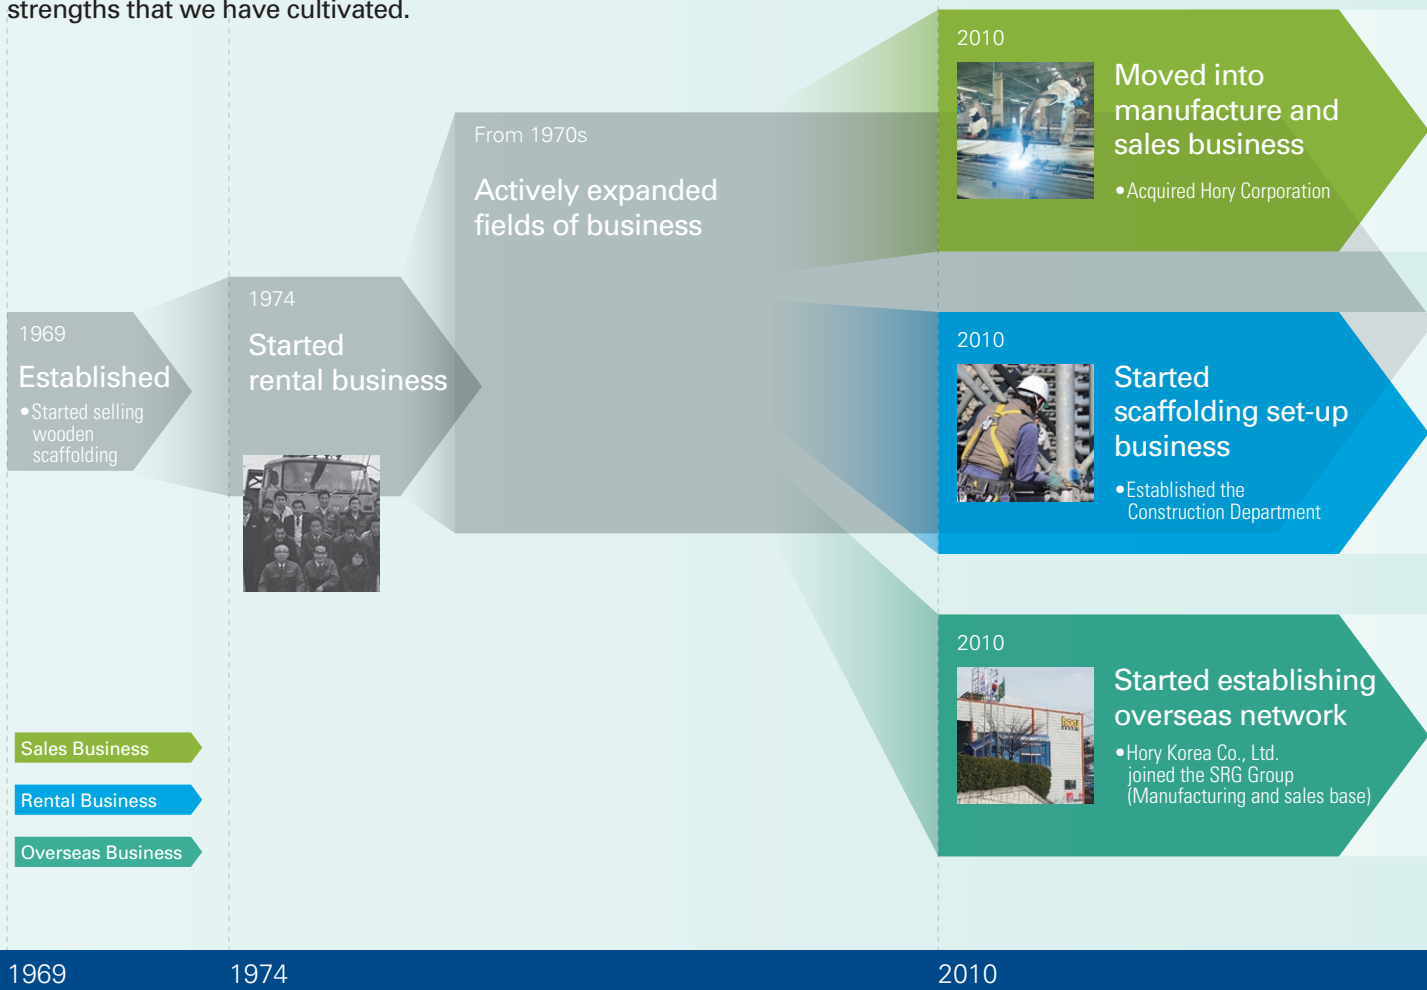 strengths that we have cultivated.
1969
Established
•Started selling
wooden
scaffolding
1974
Started
rental business
From 1970s
Actively expanded
fields of business
2010
Moved into
manufacture and
sales business
•Acquired Hory Corporation
2010
Started
scaffolding set-up
business
•Established the
Construction Department
2010
Started establishing
overseas network
•Hory Korea Co., Ltd.
joined the SRG Group
(Manufacturing and sales base)
Sales Business
Rental Business
Overseas Business
1969
1974
2010